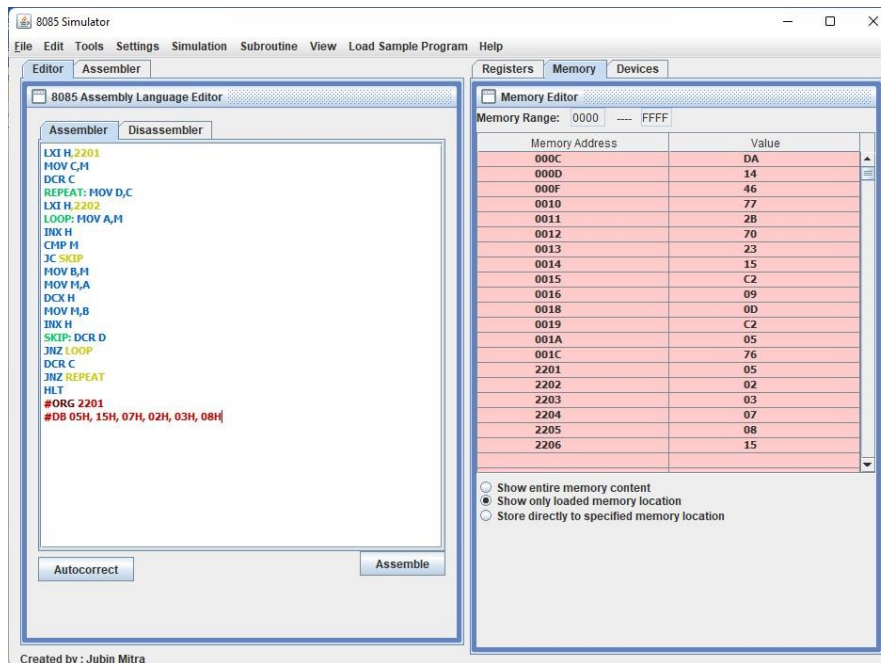 8085 Simulator
File Edit Tools Settings Simulation Subroutine View Load Sample Program Help
Editor Assembler
8085 Assembly Language Editor
Assembler Disassembler
LXI H,2201
MOV C,M
DCR C
REPEAT: MOV D,C
LXI H,2202
LOOP: MOV A,M
INX H
CMP M
JC SKIP
MOV B,M
MOV M,A
DCX H
MOV M,B
INX H
SKIP: DCR D
JNZ LOOP
DCR C
JNZ REPEAT
HLT
#ORG 2201
#DB 05H, 15H, 07H, 02H, 03H, 08H
Autocorrect
Assemble
Created by : Jubin Mitra
Registers Memory Devices
Memory Editor
Memory Range: 0000 ---- FFFF
Memory Address Value
000C DA
000D 14
000F 46
0010 77
0011 2B
0012 70
0013 23
0014 15
0015 C2
0016 09
0018 0D
0019 C2
001A 05
001C 76
2201 05
2202 02
2203 03
2204 07
2205 08
2206 15
Show entire memory content
Show only loaded memory location
Store directly to specified memory location